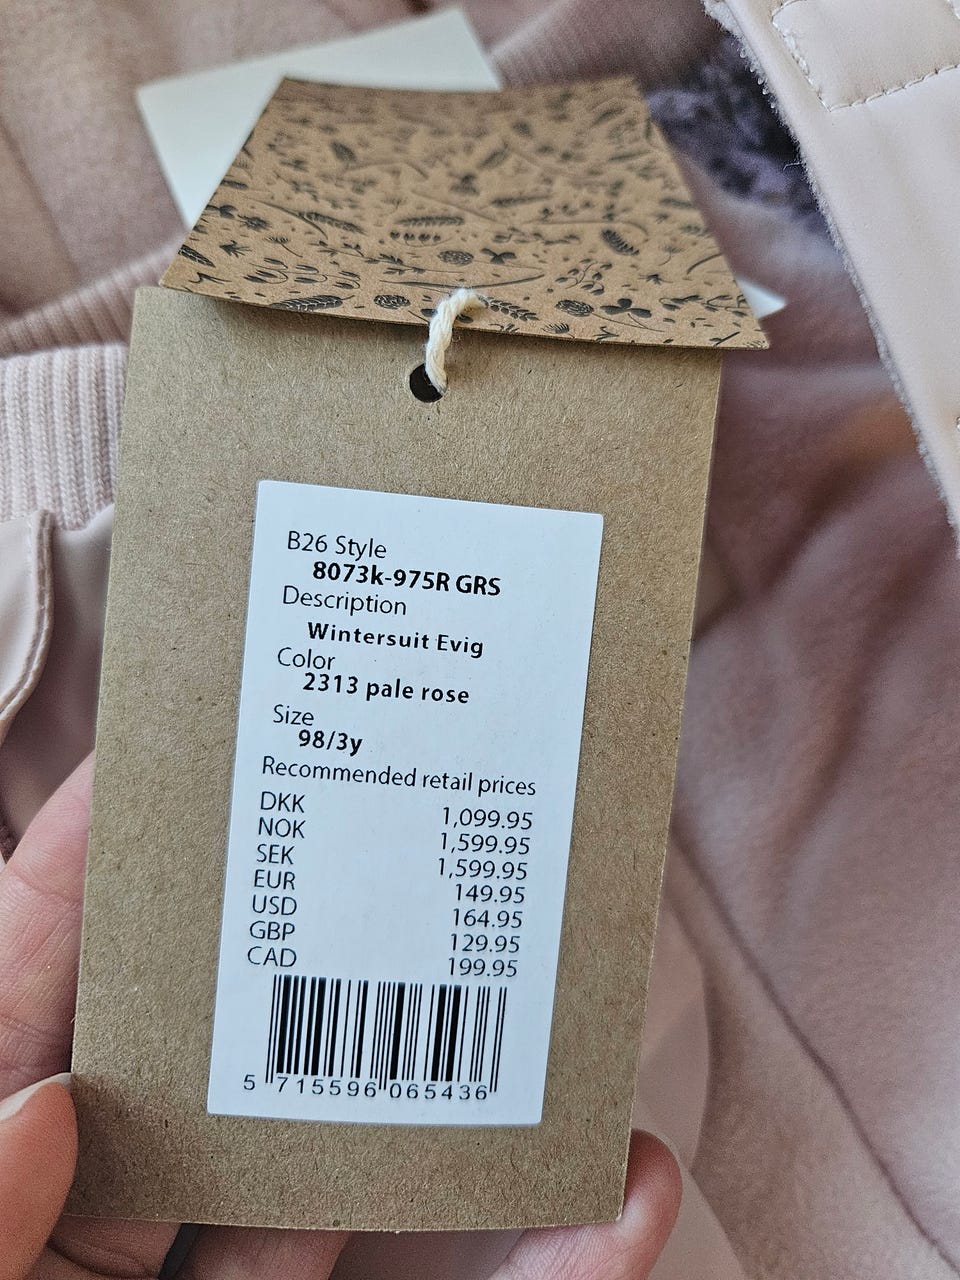 B26 Style
8073k-975R GRS
Description
Wintersuit Evig
Color
2313 pale rose
Size
98/3y
Recommended retail prices
DKK 1,099.95
NOK 1,599.95
SEK 1,599.95
EUR 149.95
USD 164.95
GBP 129.95
CAD 199.95
5 715596 065436